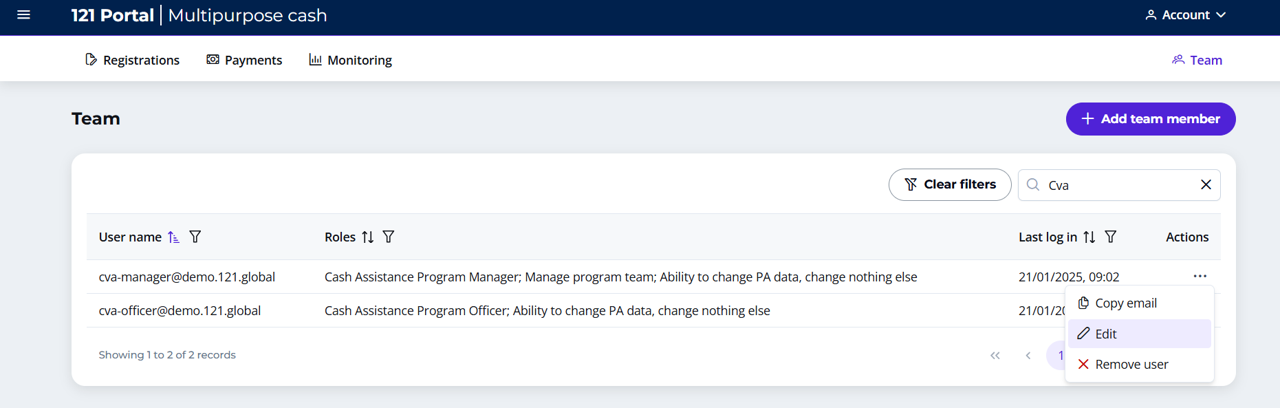 121 Portal | Multipurpose cash
Account
Registrations Payments Monitoring Team
Team
Add team member
Clear filters Cva
User name Roles Last log in Actions
cva-manager@demo.121.global Cash Assistance Program Manager; Manage program team; Ability to change PA data, change nothing else 21/01/2025, 09:02
cva-officer@demo.121.global Cash Assistance Program Officer; Ability to change PA data, change nothing else 21/01/20
Copy email
Edit
Remove user
Showing 1 to 2 of 2 records 1